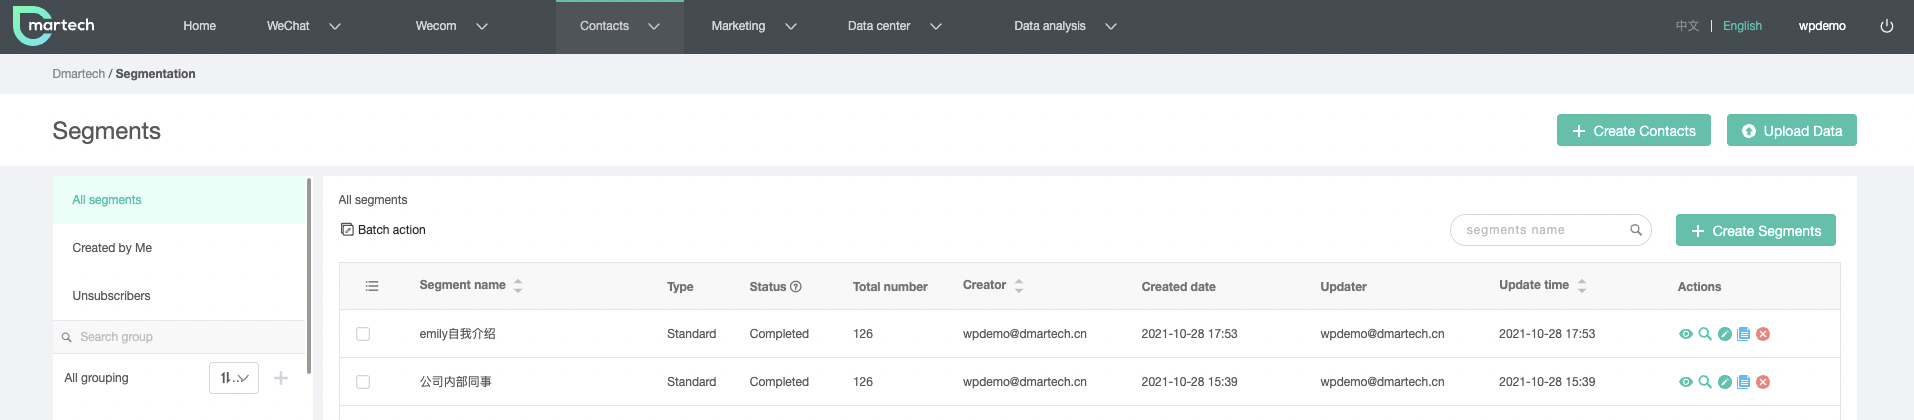 martech Home WeChat Wecom Contacts Marketing Data center Data analysis 中文 | English wpdemo
Dmartech / Segmentation
Segments + Create Contacts Upload Data
All segments
Created by Me
Unsubscribers
Search group
All grouping
All segments
Batch action segments name + Create Segments
Segment name Type Status Total number Creator Created date Updater Update time Actions
emily自我介绍 Standard Completed 126 wpdemo@dmartech.cn 2021-10-28 17:53 wpdemo@dmartech.cn 2021-10-28 17:53
公司内部同事 Standard Completed 126 wpdemo@dmartech.cn 2021-10-28 15:39 wpdemo@dmartech.cn 2021-10-28 15:39